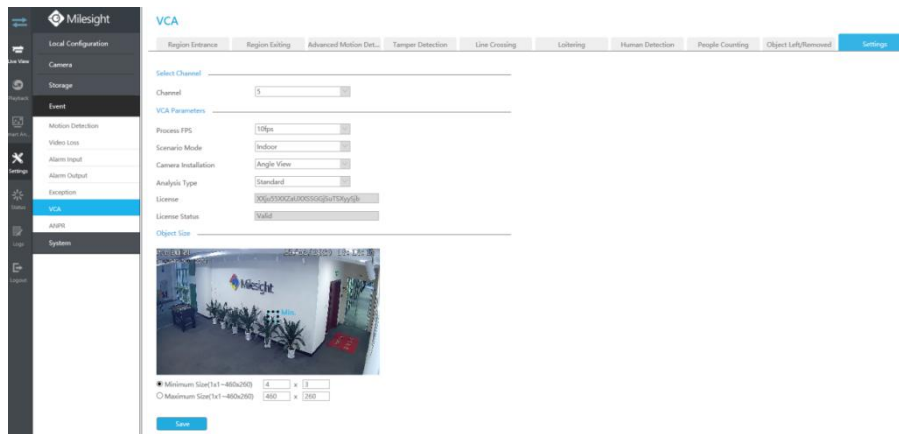 Milesight
Live View
Playback
Settings
Status
Logs
Logout
Local Configuration
Camera
Storage
Event
Motion Detection
Video Loss
Alarm Input
Alarm Output
Exception
VCA
ANPR
System
VCA
Region Entrance Region Exiting Advanced Motion Det... Tamper Detection Line Crossing Loitering Human Detection People Counting Object Left/Removed Settings
Select Channel
Channel 5
VCA Parameters
Process FPS 10fps
Scenario Mode Indoor
Camera Installation Angle View
Analysis Type Standard
License
License Status Valid
Object Size
Milesight
Minimum Size(1x1~460x260) 4 x 3
Maximum Size(1x1~460x260) 460 x 260
Save